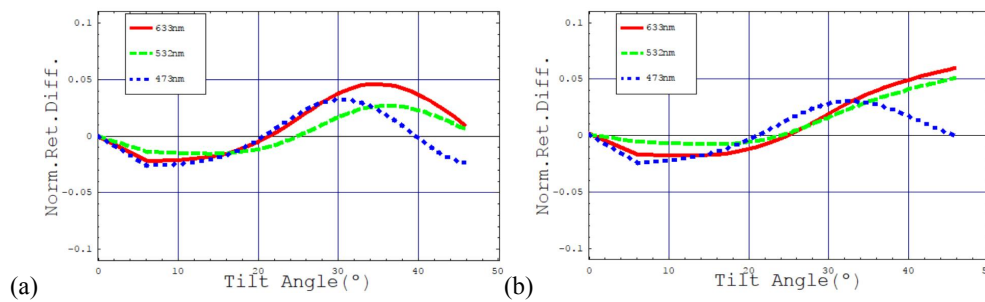 0.1
633nm
532nm
473nm
0.05
0
-0.05
-0.1
Norm.Ret.Diff.
0 10 20 30 40 50
Tilt Angle(°)
(a)
0.1
633nm
532nm
473nm
0.05
0
-0.05
-0.1
Norm.Ret.Diff.
0 10 20 30 40 50
Tilt Angle(°)
(b)